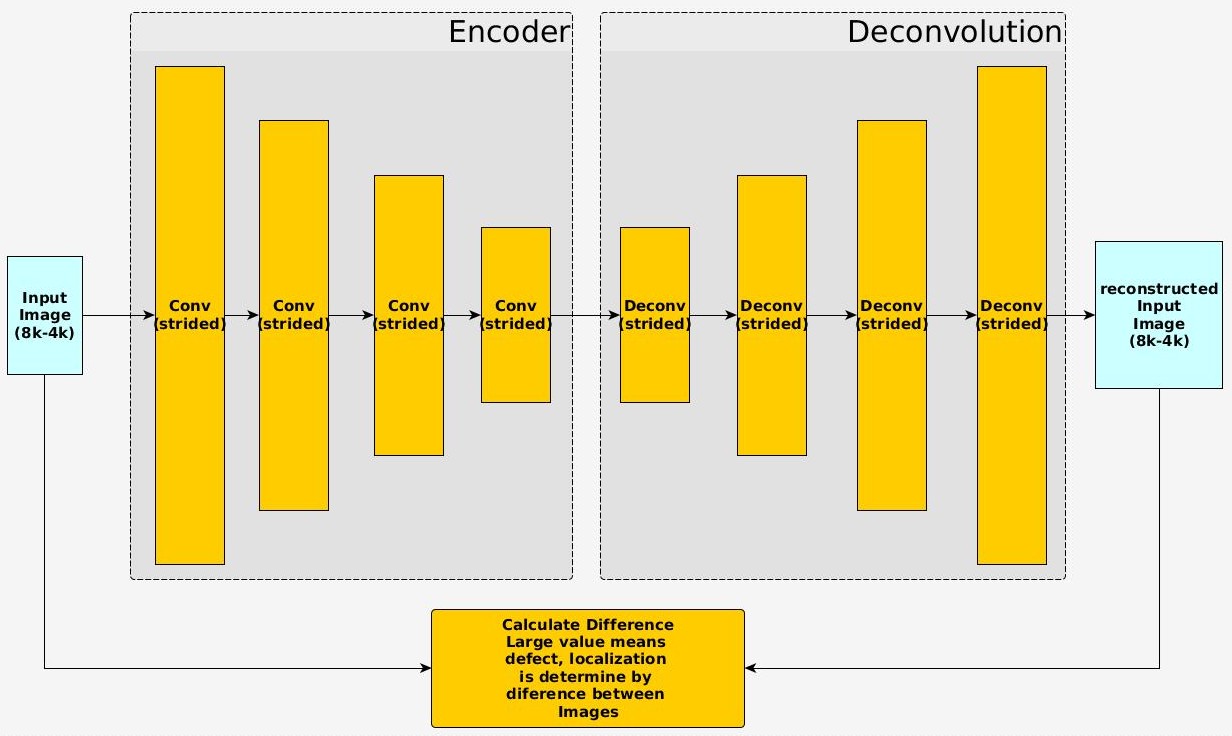 Encoder
Deconvolution
Input
Image
(8k-4k)
Conv
(strided)
Conv
(strided)
Conv
(strided)
Conv
(strided)
Deconv
(strided)
Deconv
(strided)
Deconv
(strided)
Deconv
(strided)
reconstructed
Input
Image
(8k-4k)
Calculate Difference
Large value means
defect, localization
is determine by
diference between
Images